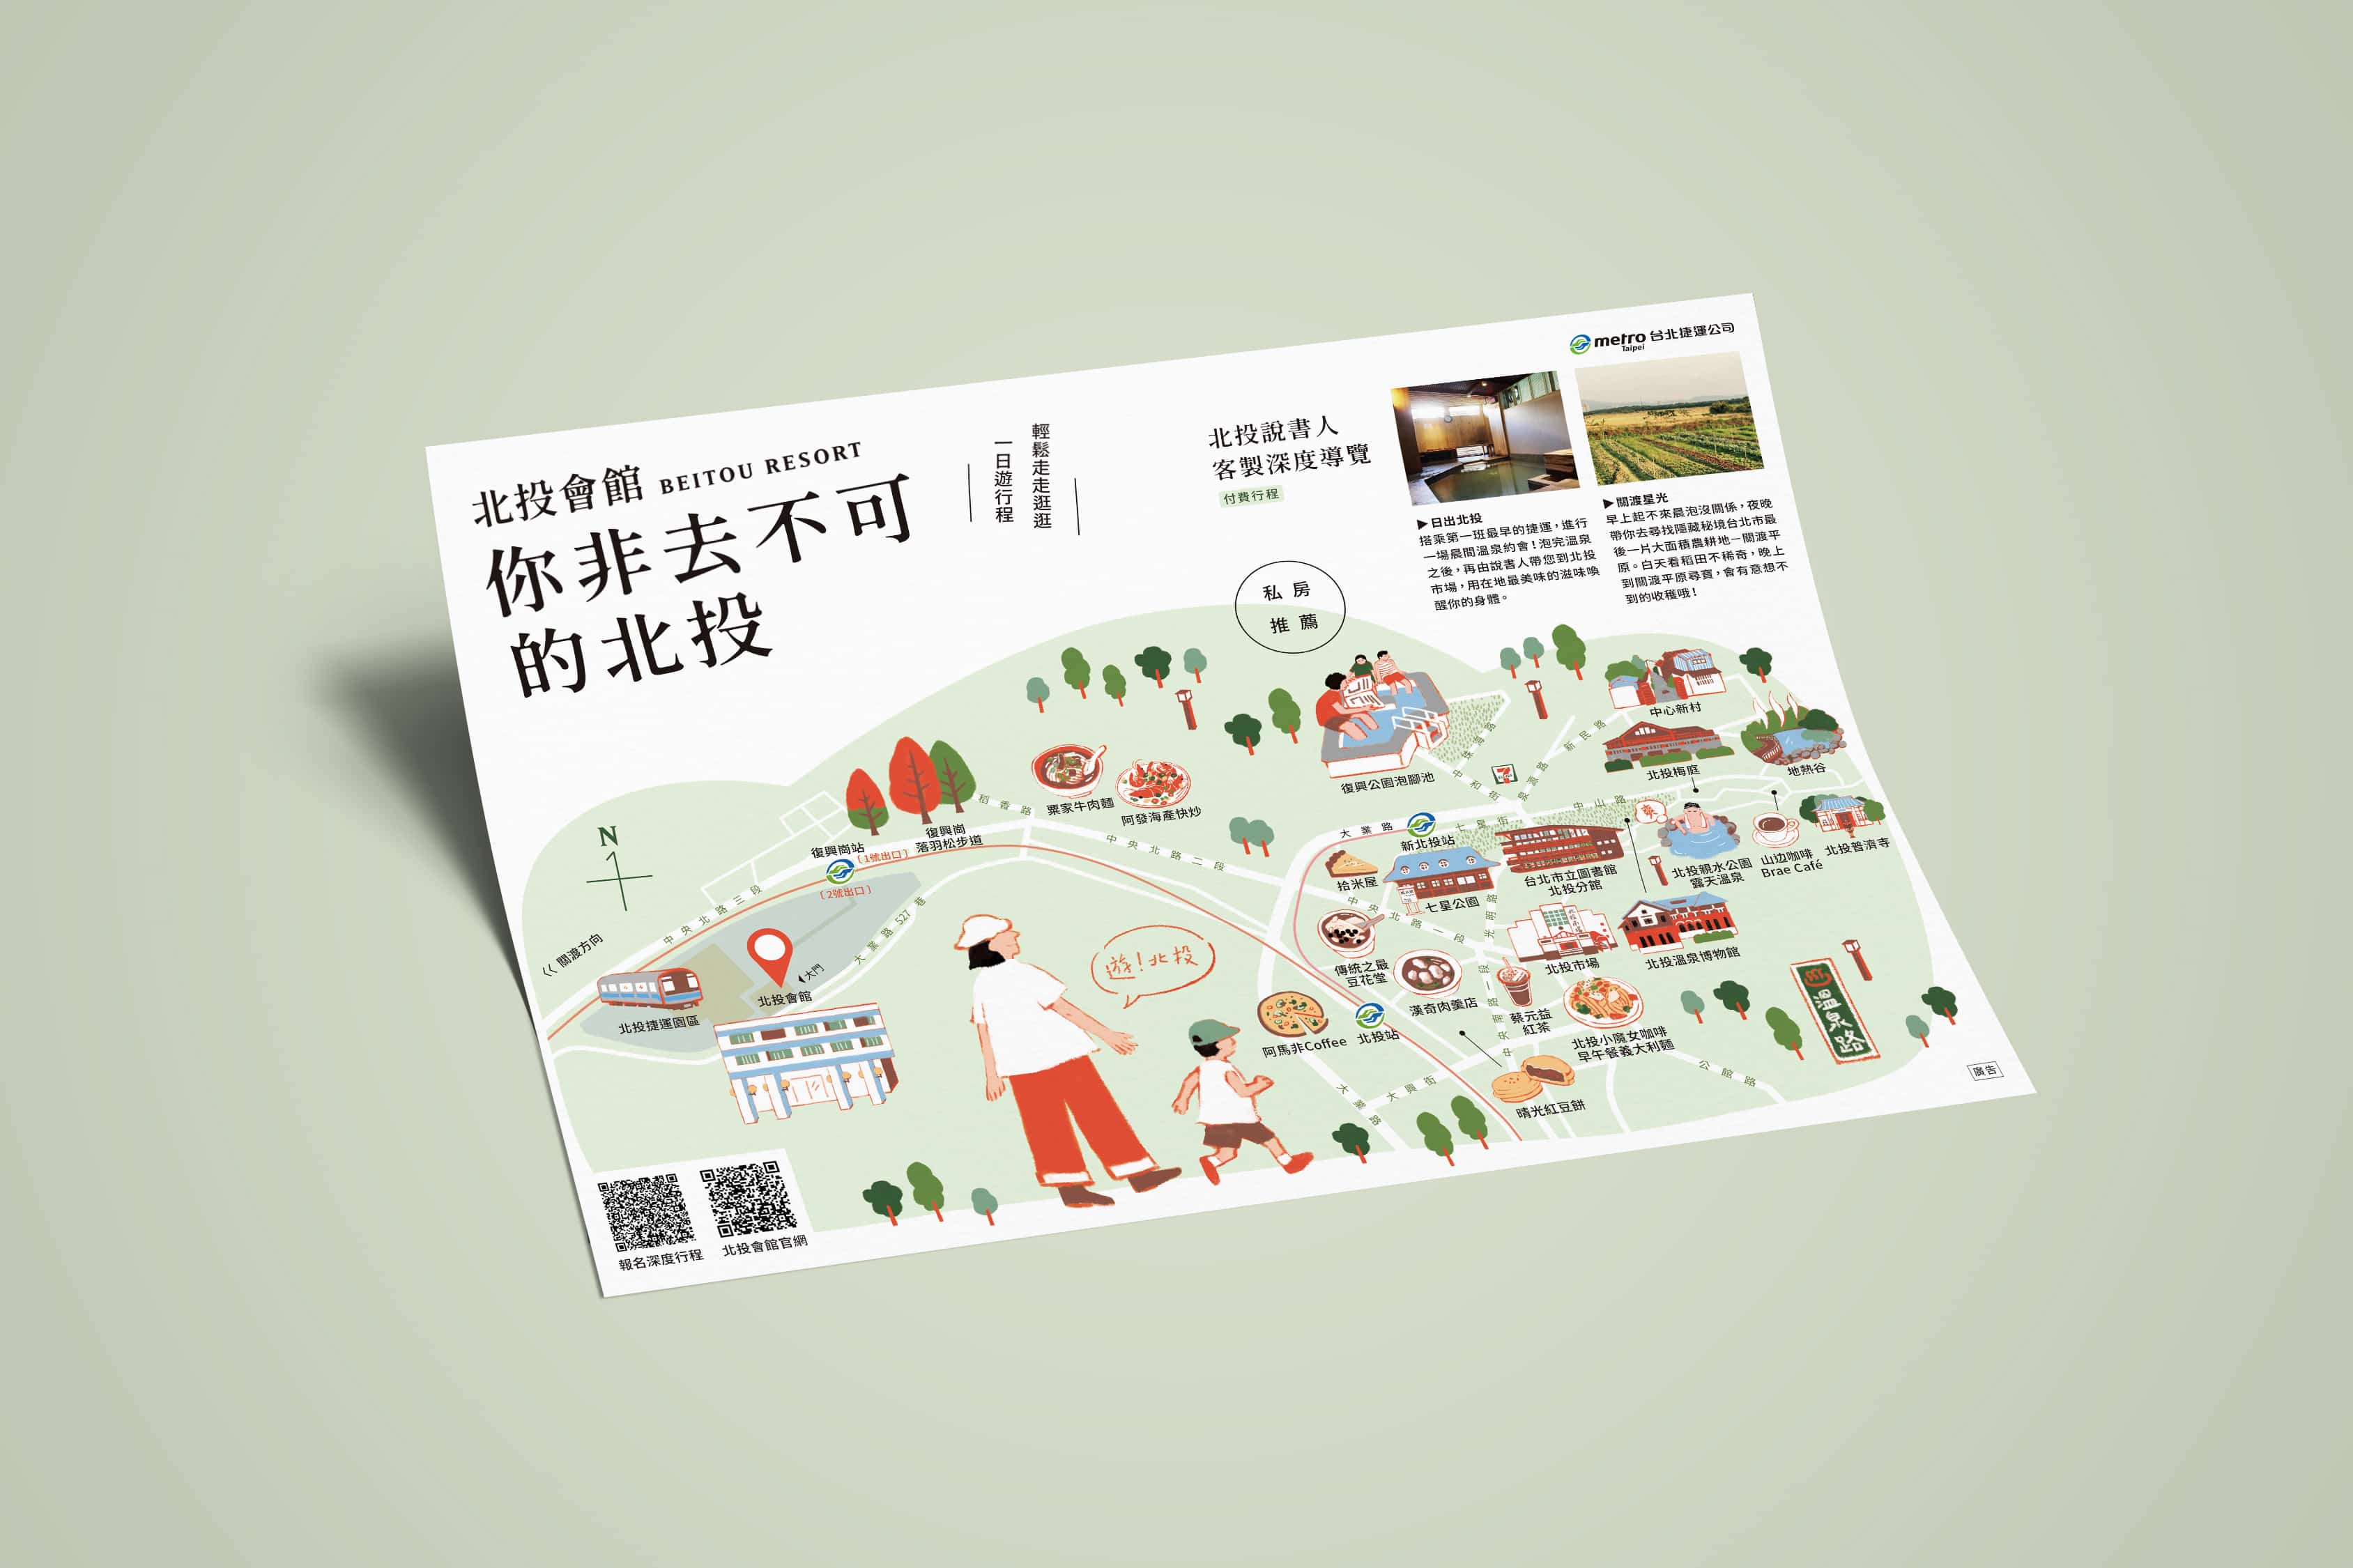 北投會館 BEITOU RESORT
你非去不可
的北投
輕鬆走走逛逛
一日遊行程
北投說書人
客製深度導覽
付費行程
metro 台北捷運公司
Taipei
▶日出北投
搭乘第一班最早的捷運，進行
一場晨間溫泉約會！泡完溫泉
之後，再由說書人帶您到北投
市場，用在地最美味的滋味喚
醒你的身體。
▶關渡星光
早上起不來晨泡沒關係，夜晚
帶你去尋找隱藏秘境台北市最
後一片大面積農耕地－關渡平
原。白天看稻田不稀奇，晚上
到關渡平原尋寶，會有意想不
到的收穫哦！
私房
推薦
中心新村
復興公園泡腳池
珠海路
新民路
中和街
泉源路
北投梅庭
地熱谷
稻香路
粟家牛肉麵
阿發海產快炒
中央北路二段
復興崗
落羽松步道
復興崗站
（1號出口）
（2號出口）
N
中央北路三段
大業路527巷
<< 關渡方向
大門
北投會館
北投捷運園區
大業路
新北投站
七星街
中山路
拾米屋
七星公園
台北市立圖書館
北投分館
北投親水公園
露天溫泉
山边咖啡
Brae Café
北投普濟寺
中央北路一段
光明路
傳統之最
豆花堂
漢奇肉羹店
北投市場
北投溫泉博物館
遊！北投
阿馬非Coffee
北投站
中央南路一段
蔡元益
紅茶
北投小魔女咖啡
早午餐義大利麵
溫泉路
公館路
大興街
大業路
晴光紅豆餅
廣告
報名深度行程
北投會館官網